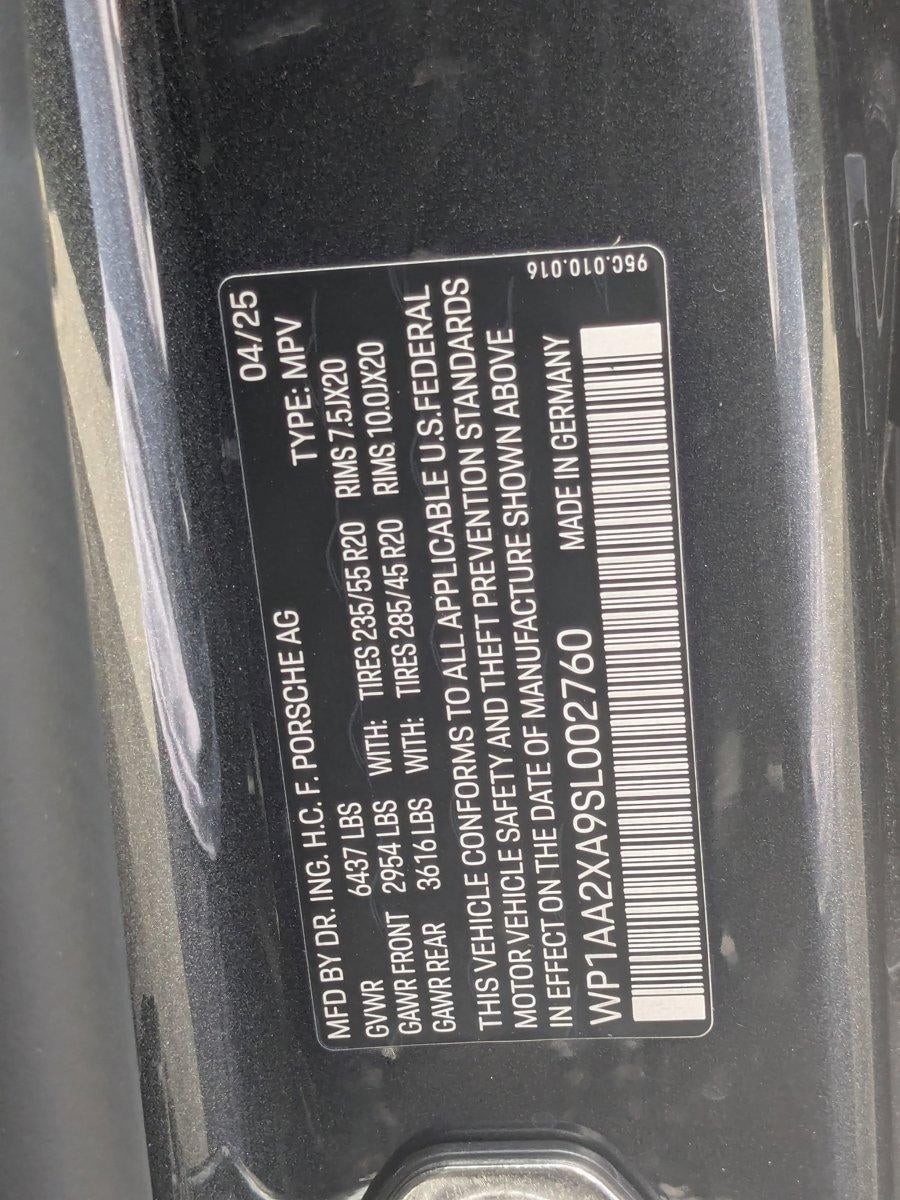 04/25
MFD BY DR. ING. H.C. F. PORSCHE AG TYPE: MPV
GVWR 6437 LBS
GAWR FRONT 2954 LBS WITH: TIRES 235/55 R20 RIMS 7.5JX20
GAWR REAR 3616 LBS WITH: TIRES 285/45 R20 RIMS 10.0JX20
THIS VEHICLE CONFORMS TO ALL APPLICABLE U.S. FEDERAL
MOTOR VEHICLE SAFETY AND THEFT PREVENTION STANDARDS
IN EFFECT ON THE DATE OF MANUFACTURE SHOWN ABOVE
WP1AA2XA9SL002760 MADE IN GERMANY
95C.010.016